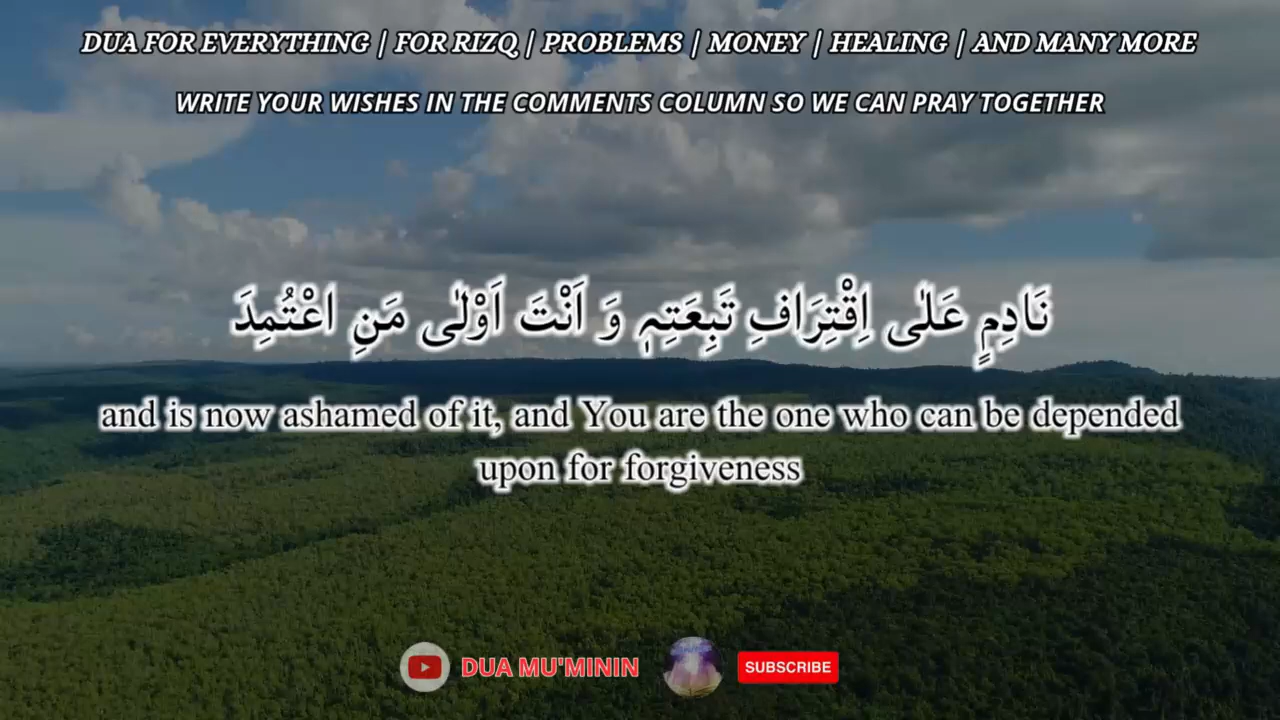 DUA FOR EVERYTHING | FOR RIZQ | PROBLEMS | MONEY | HEALING | AND MANY MORE
WRITE YOUR WISHES IN THE COMMENTS COLUMN SO WE CAN PRAY TOGETHER
نَادِمٍ عَلٰى اِقْتِرَافِ تَبِعَتِهٖ وَ اَنْتَ اَوْلٰى مَنِ اعْتُمِدَ
and is now ashamed of it, and You are the one who can be depended
upon for forgiveness
DUA MU'MININ
SUBSCRIBE